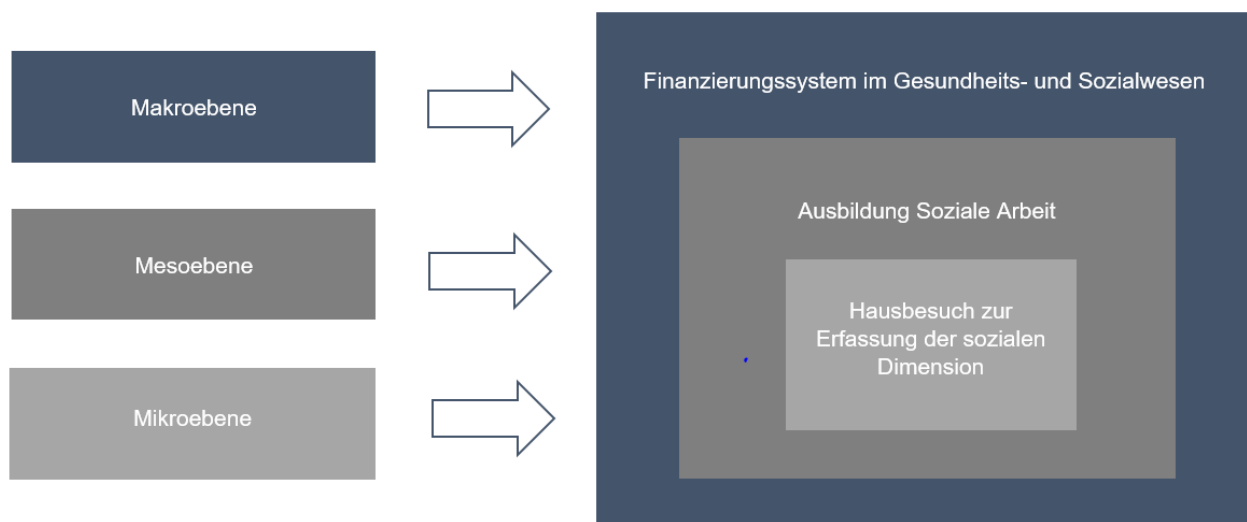 Makroebene
Finanzierungssystem im Gesundheits- und Sozialwesen
Mesoebene
Ausbildung Soziale Arbeit
Hausbesuch zur
Erfassung der sozialen
Dimension
Mikroebene